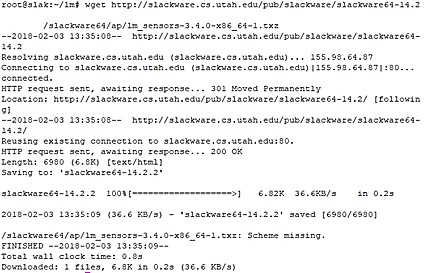 root@slak:~/lm# wget http://slackware.cs.utah.edu/pub/slackware/slackware64-14.2
/slackware64/ap/lm_sensors-3.4.0-x86_64-1.txz
--2018-02-03 13:35:08--  http://slackware.cs.utah.edu/pub/slackware/slackware64-
14.2
Resolving slackware.cs.utah.edu (slackware.cs.utah.edu)... 155.98.64.87
Connecting to slackware.cs.utah.edu (slackware.cs.utah.edu)|155.98.64.87|:80...
connected.
HTTP request sent, awaiting response... 301 Moved Permanently
Location: http://slackware.cs.utah.edu/pub/slackware/slackware64-14.2/ [followin
g]
--2018-02-03 13:35:08--  http://slackware.cs.utah.edu/pub/slackware/slackware64-
14.2/
Reusing existing connection to slackware.cs.utah.edu:80.
HTTP request sent, awaiting response... 200 OK
Length: 6980 (6.8K) [text/html]
Saving to: 'slackware64-14.2.2'
slackware64-14.2.2  100%[===================>]   6.82K  36.6KB/s    in 0.2s
2018-02-03 13:35:09 (36.6 KB/s) - 'slackware64-14.2.2' saved [6980/6980]
/slackware64/ap/lm_sensors-3.4.0-x86_64-1.txz: Scheme missing.
FINISHED --2018-02-03 13:35:09--
Total wall clock time: 0.8s
Downloaded: 1 files, 6.8K in 0.2s (36.6 KB/s)